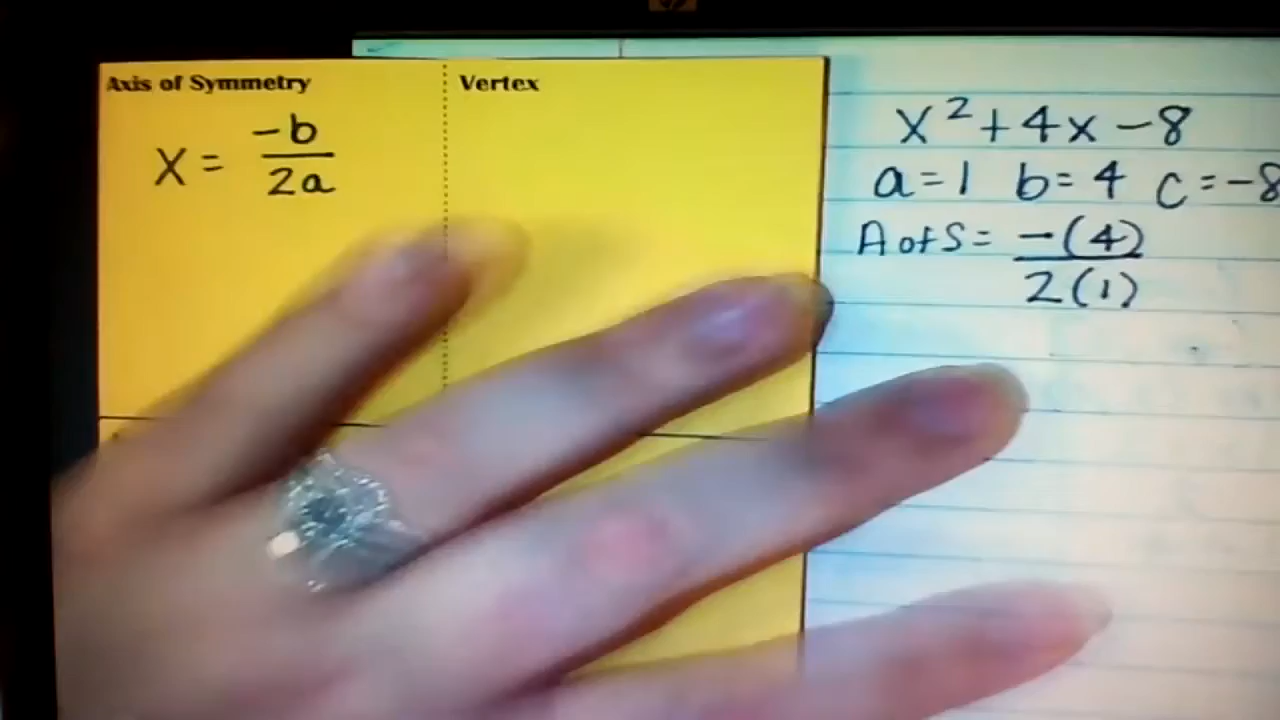 Axis of Symmetry
x = -b/2a
Vertex
x²+4x-8
a=1 b=4 c=-8
A of S= -(4)/2(1)